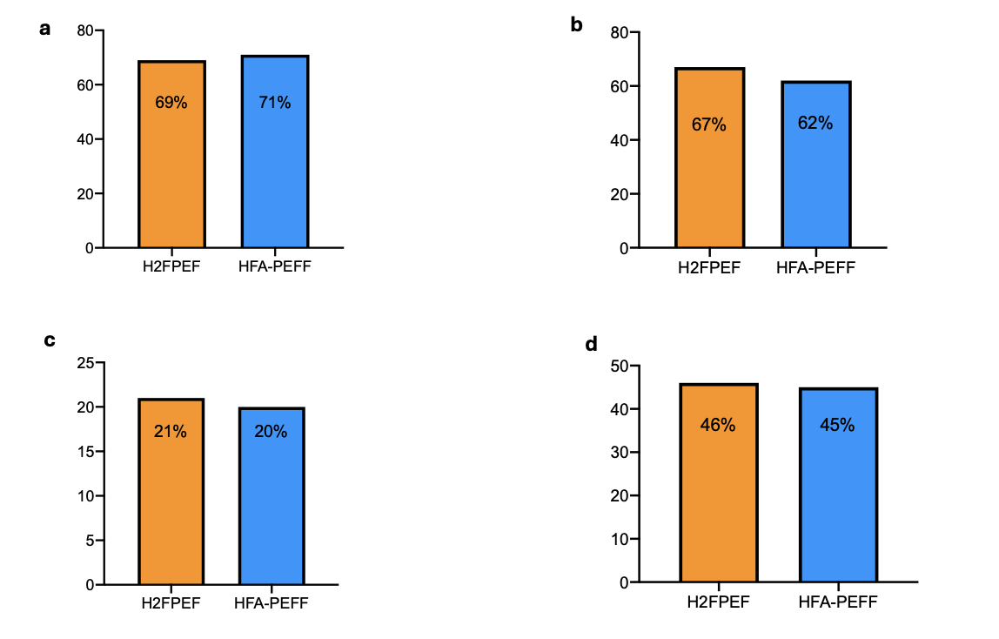 a
80
60
40
20
0
69%
71%
H2FPEF
HFA-PEFF
b
80
60
40
20
0
67%
62%
H2FPEF
HFA-PEFF
c
25
20
15
10
5
0
21%
20%
H2FPEF
HFA-PEFF
d
50
40
30
20
10
0
46%
45%
H2FPEF
HFA-PEFF